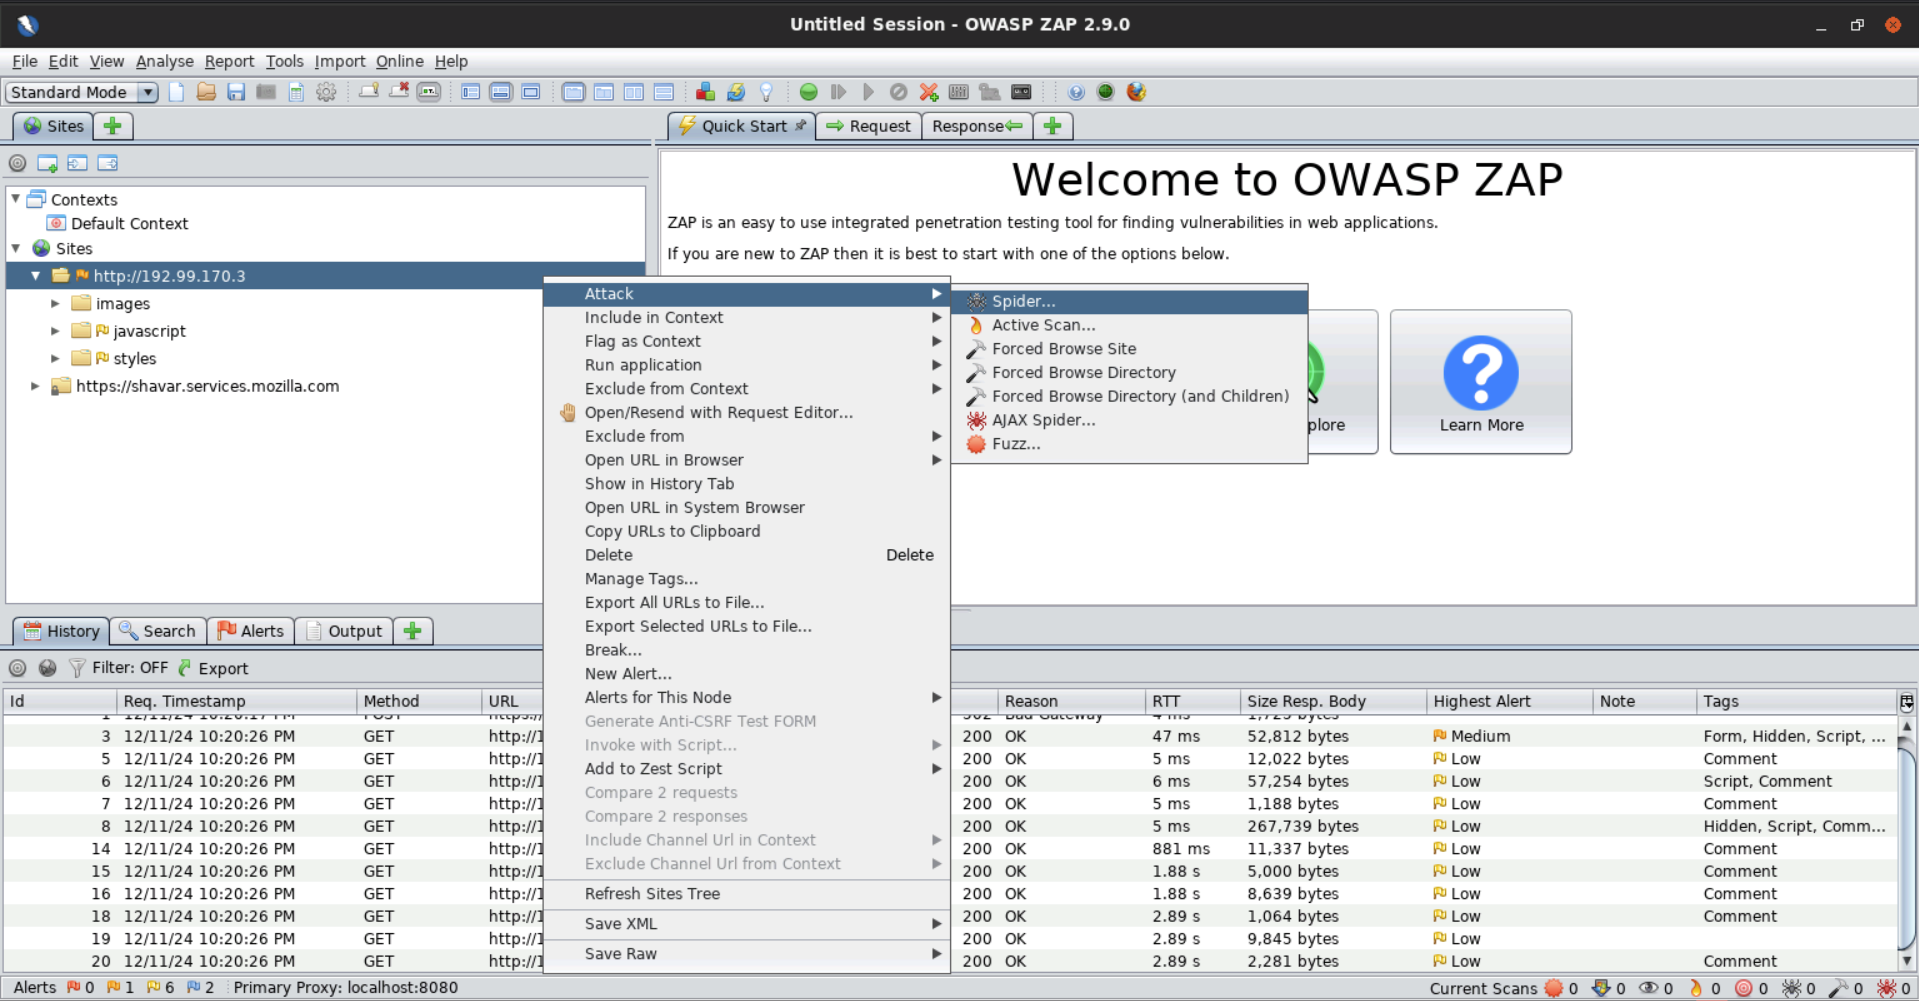 Untitled Session - OWASP ZAP 2.9.0
File Edit View Analyse Report Tools Import Online Help
Standard Mode
Sites
Quick Start Request Response
Welcome to OWASP ZAP
ZAP is an easy to use integrated penetration testing tool for finding vulnerabilities in web applications.
If you are new to ZAP then it is best to start with one of the options below.
Contexts
Default Context
Sites
http://192.99.170.3
images
javascript
styles
https://shavar.services.mozilla.com
Attack
Include in Context
Flag as Context
Run application
Exclude from Context
Open/Resend with Request Editor...
Exclude from
Open URL in Browser
Show in History Tab
Open URL in System Browser
Copy URLs to Clipboard
Delete Delete
Manage Tags...
Export All URLs to File...
Export Selected URLs to File...
Break...
New Alert...
Alerts for This Node
Generate Anti-CSRF Test FORM
Invoke with Script...
Add to Zest Script
Compare 2 requests
Compare 2 responses
Include Channel Url in Context
Exclude Channel Url from Context
Refresh Sites Tree
Save XML
Save Raw
Spider...
Active Scan...
Forced Browse Site
Forced Browse Directory
Forced Browse Directory (and Children)
AJAX Spider...
Fuzz...
plore
Learn More
History Search Alerts Output
Filter: OFF Export
Id Req. Timestamp Method URL Reason RTT Size Resp. Body Highest Alert Note Tags
3 12/11/24 10:20:26 PM GET http://1 200 OK 47 ms 52,812 bytes Medium Form, Hidden, Script, ...
5 12/11/24 10:20:26 PM GET http://1 200 OK 5 ms 12,022 bytes Low Comment
6 12/11/24 10:20:26 PM GET http://1 200 OK 6 ms 57,254 bytes Low Script, Comment
7 12/11/24 10:20:26 PM GET http://1 200 OK 5 ms 1,188 bytes Low Comment
8 12/11/24 10:20:26 PM GET http://1 200 OK 5 ms 267,739 bytes Low Hidden, Script, Comm...
14 12/11/24 10:20:26 PM GET http://1 200 OK 881 ms 11,337 bytes Low Comment
15 12/11/24 10:20:26 PM GET http://1 200 OK 1.88 s 5,000 bytes Low Comment
16 12/11/24 10:20:26 PM GET http://1 200 OK 1.88 s 8,639 bytes Low Comment
18 12/11/24 10:20:26 PM GET http://1 200 OK 2.89 s 1,064 bytes Low Comment
19 12/11/24 10:20:26 PM GET http://1 200 OK 2.89 s 9,845 bytes Low
20 12/11/24 10:20:26 PM GET http://1 200 OK 2.89 s 2,281 bytes Low Comment
Alerts 0 1 6 2 Primary Proxy: localhost:8080 Current Scans 0 0 0 0 0 0 0 0